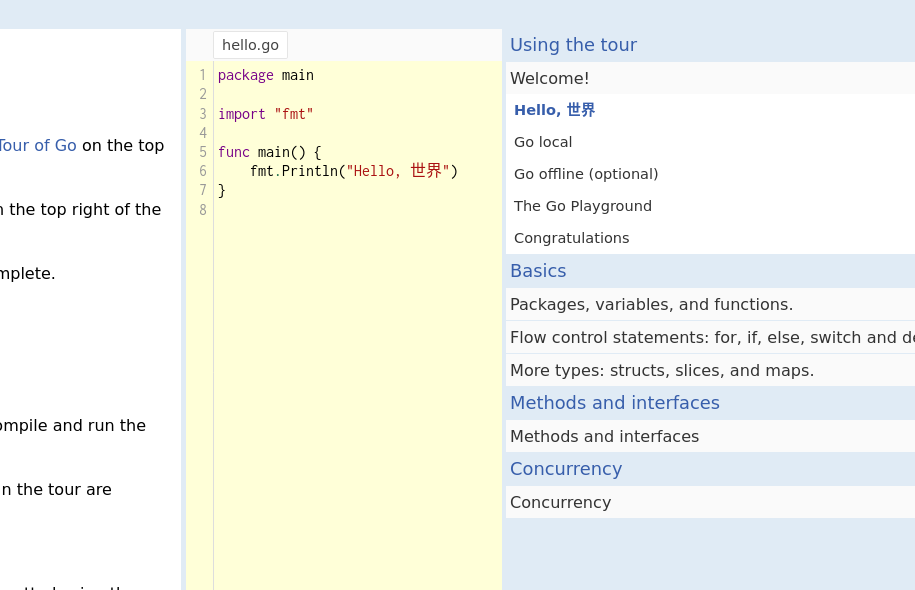 Tour of Go on the top
the top right of the
compile and run the
in the tour are
hello.go
1 package main
2
3 import "fmt"
4
5 func main() {
6 fmt.Println("Hello, 世界")
7 }
8
Using the tour
Welcome!
Hello, 世界
Go local
Go offline (optional)
The Go Playground
Congratulations
Basics
Packages, variables, and functions.
Flow control statements: for, if, else, switch and
More types: structs, slices, and maps.
Methods and interfaces
Methods and interfaces
Concurrency
Concurrency